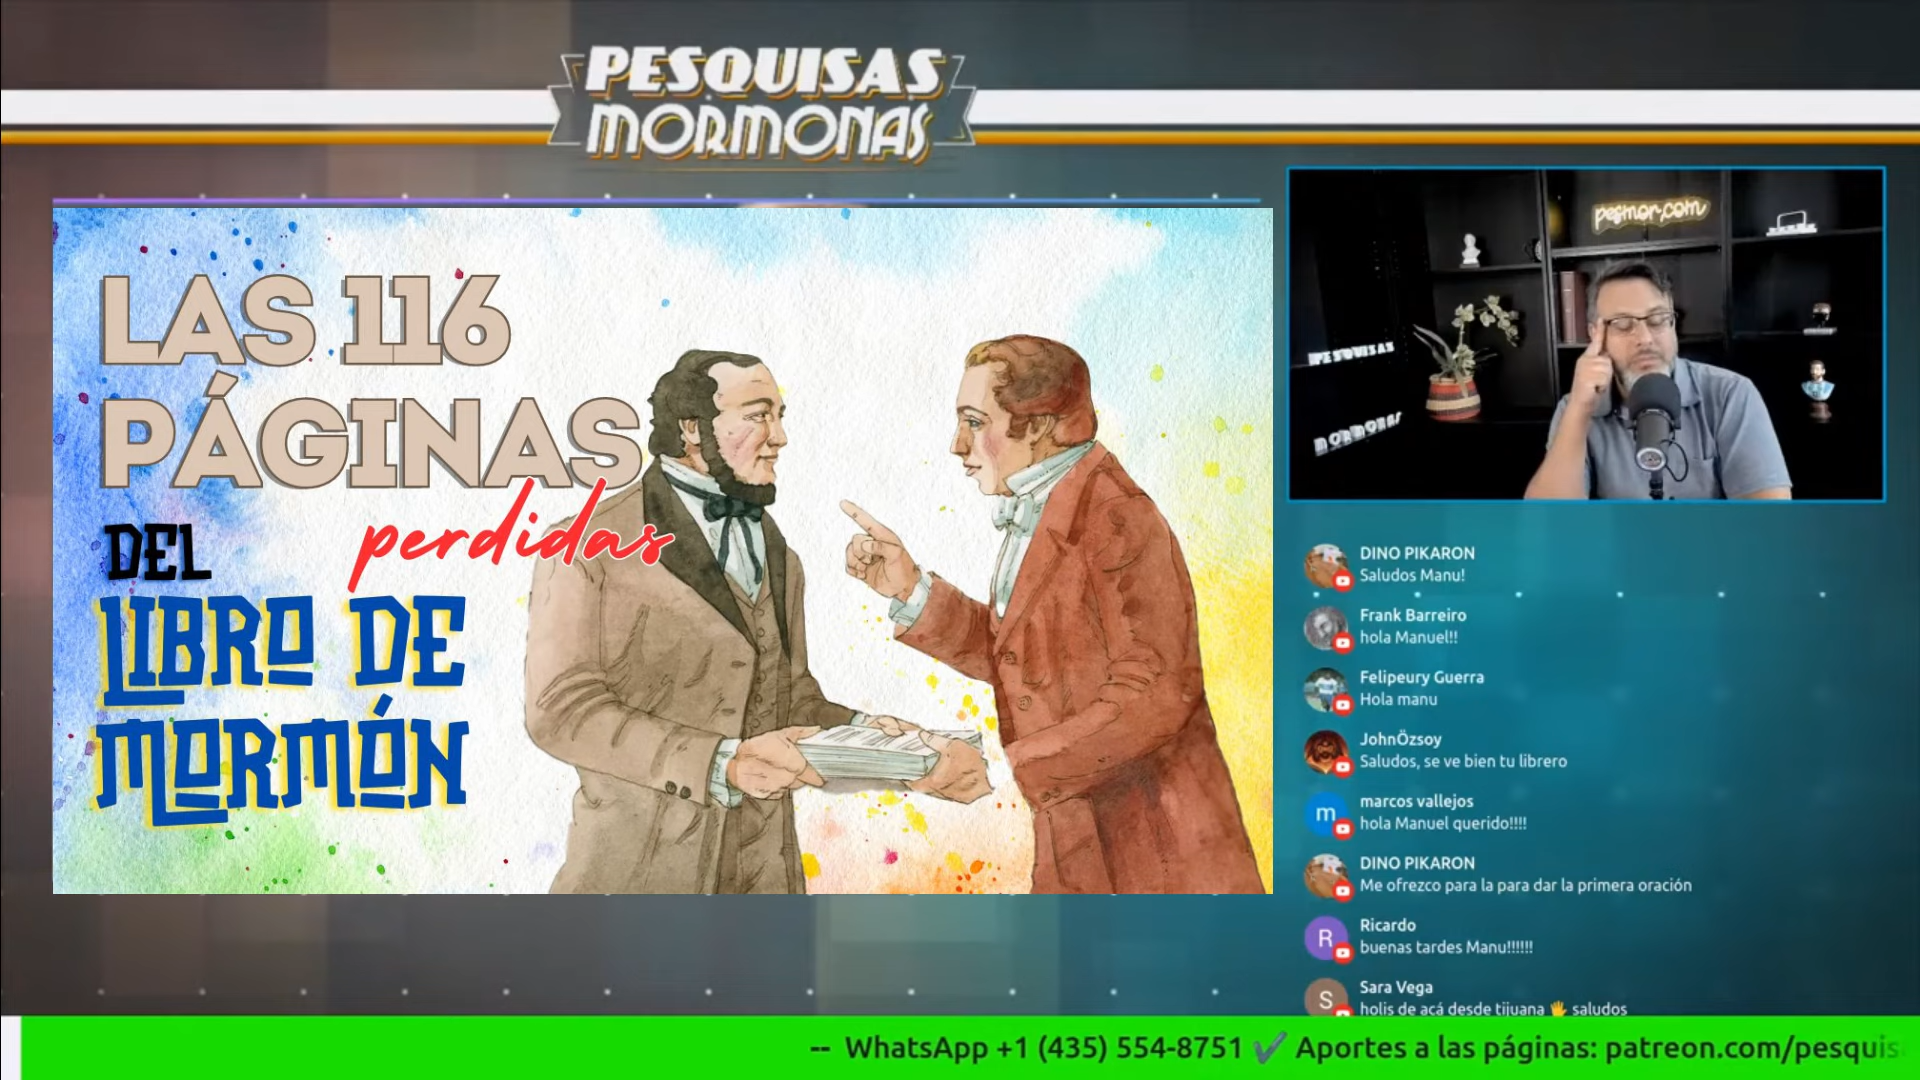 PESQUISAS
MORMONAS
LAS 116
PÁGINAS
perdidas
DEL
LIBRO DE
MORMÓN
pesmor.com
PESQUISAS
MORMONAS
DINO PIKARON
Saludos Manu!
Frank Barreiro
hola Manuel!!
Felipeury Guerra
Hola manu
JohnÖzsoy
Saludos, se ve bien tu librero
m
marcos vallejos
hola Manuel querido!!!!
DINO PIKARON
Me ofrezco para la para dar la primera oración
R
Ricardo
buenas tardes Manu!!!!!!
S
Sara Vega
holis de acá desde tijuana 🖐 saludos
-- WhatsApp +1 (435) 554-8751 ✔ Aportes a las páginas: patreon.com/pesquis